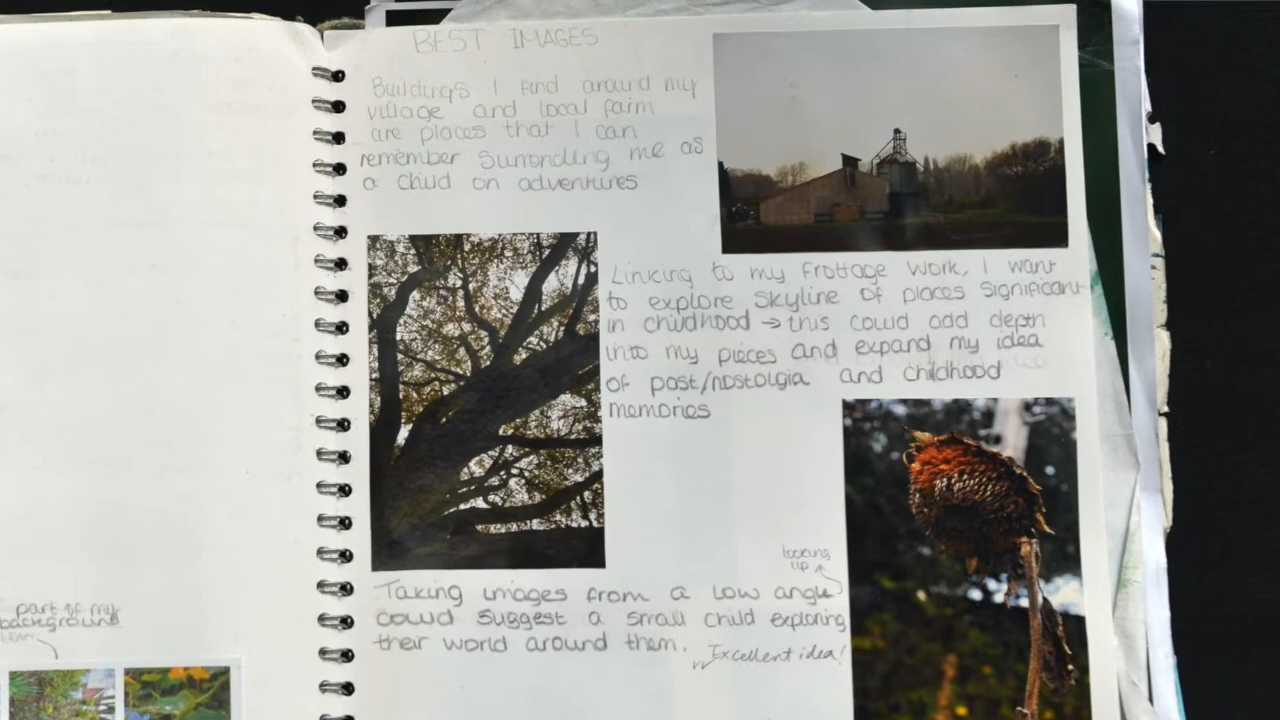 BEST IMAGES
Buildings I find around my
village and local farm
are places that I can
remember surronding me as
a child on adventures
Linking to my frottage work, I want
to explore skyline of places significant
in childhood → this could add depth
into my pieces and expand my idea
of past/nostalgia and childhood
memories
looking
up
Taking images from a low angle
could suggest a small child exploring
their world around them.
Excellent idea!
part of my
background